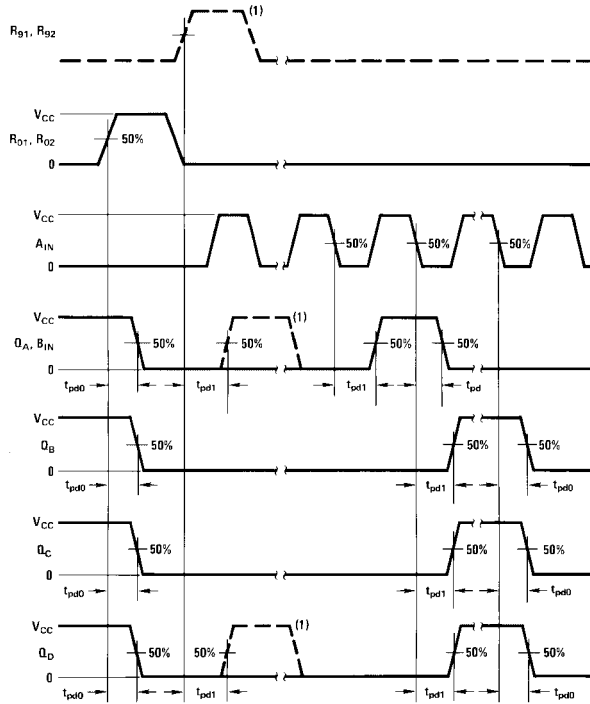 R91, R92 (1)
VCC
R01, R02 50%
0
VCC
AIN 50% 50% 50%
0
VCC (1)
QA, BIN 50% 50% 50% 50%
0
tpd0 tpd1 tpd1 tpd
VCC
QB 50% 50% 50%
0
tpd0 tpd1 tpd0
VCC
QC 50% 50% 50%
0
tpd0 tpd1 tpd0
VCC (1)
QD 50% 50% 50% 50%
0
tpd0 tpd1 tpd1 tpd0